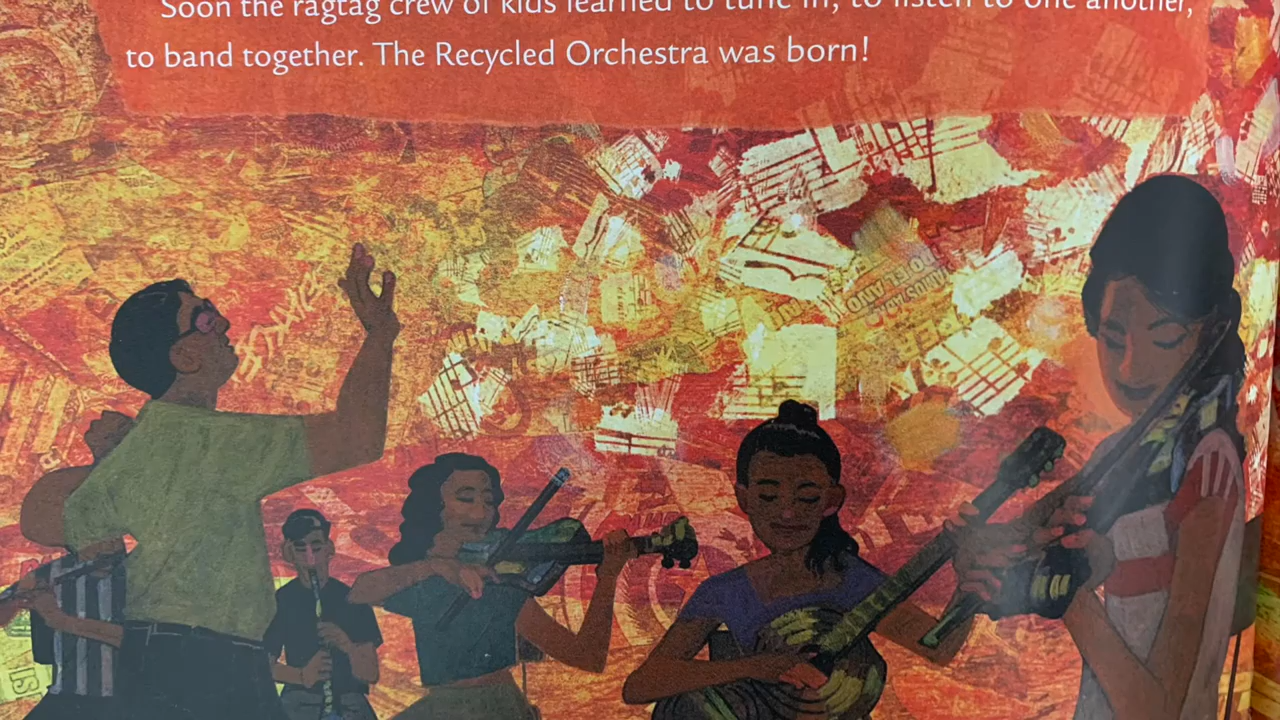 Soon the ragtag crew of kids learned to tune in, to listen to one another,
to band together. The Recycled Orchestra was born!